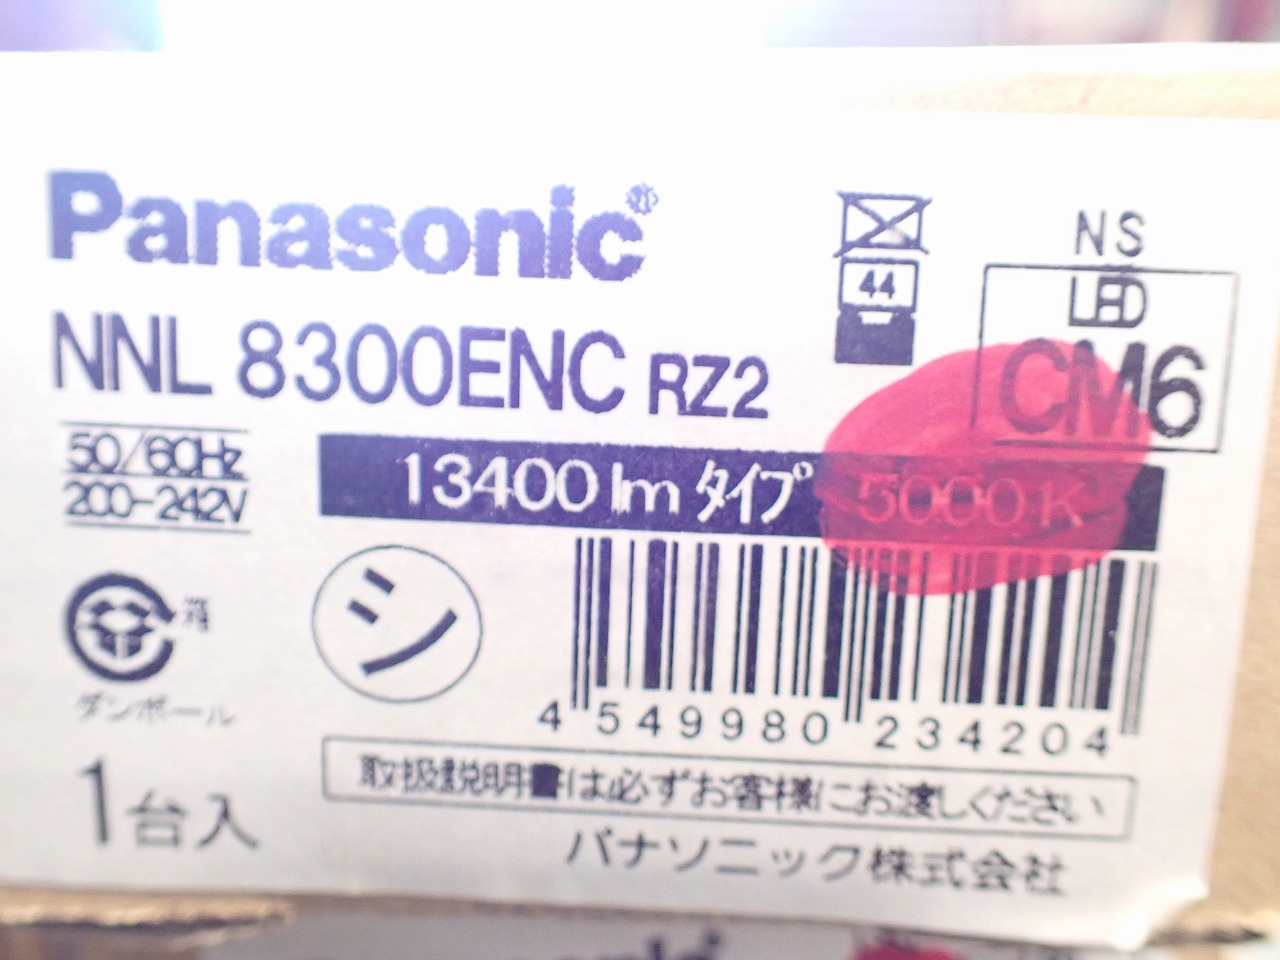 Panasonic®
NNL 8300ENC RZ2
NS
LED
CM6
44
50/60Hz
200-242V
13400 lm タイプ 5000K
シ
箱
ダンボール
4 549980 234204
1台入
取扱説明書は必ずお客様にお渡しください
パナソニック株式会社
Panasonic